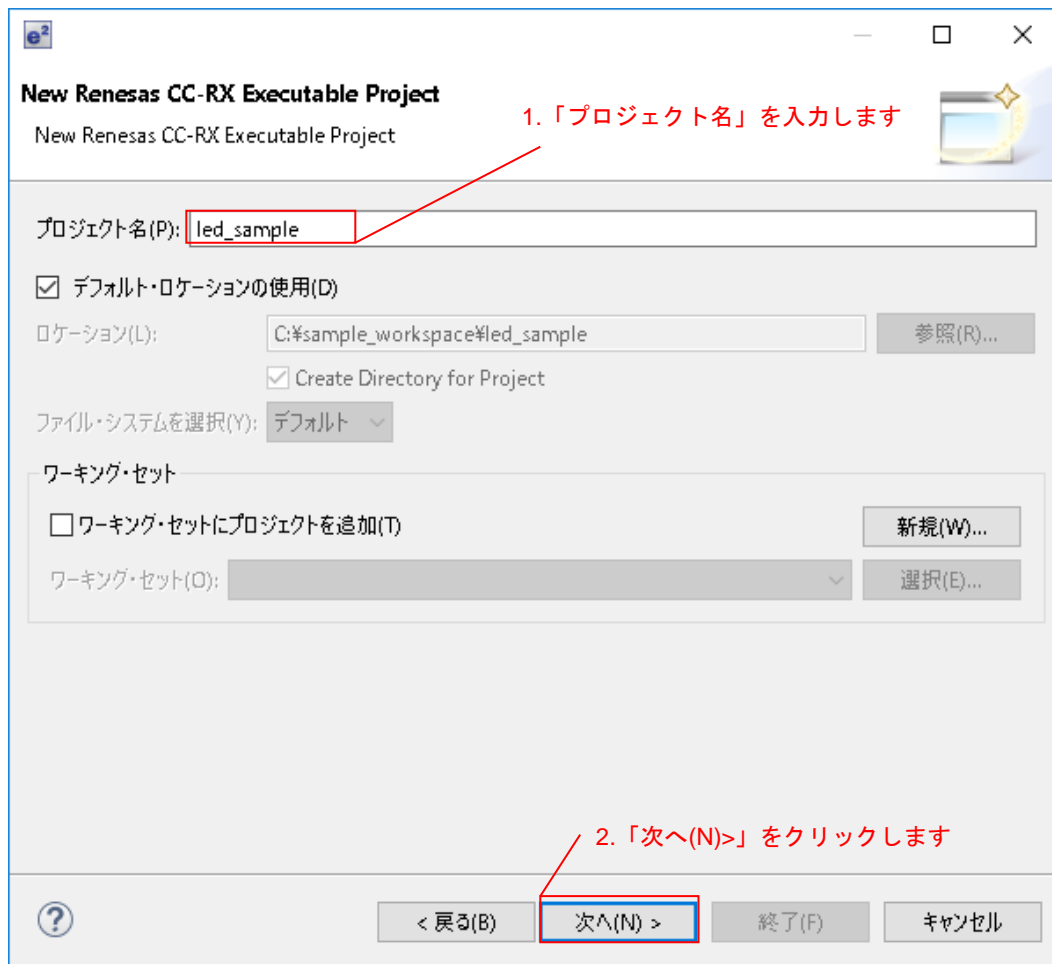 e²
New Renesas CC-RX Executable Project
New Renesas CC-RX Executable Project
1.「プロジェクト名」を入力します
プロジェクト名(P): led_sample
デフォルト・ロケーションの使用(D)
ロケーション(L): C:¥sample_workspace¥led_sample 参照(R)...
Create Directory for Project
ファイル・システムを選択(Y): デフォルト
ワーキング・セット
ワーキング・セットにプロジェクトを追加(T) 新規(W)...
ワーキング・セット(O): 選択(E)...
2.「次へ(N)>」をクリックします
? < 戻る(B) 次へ(N) > 終了(F) キャンセル